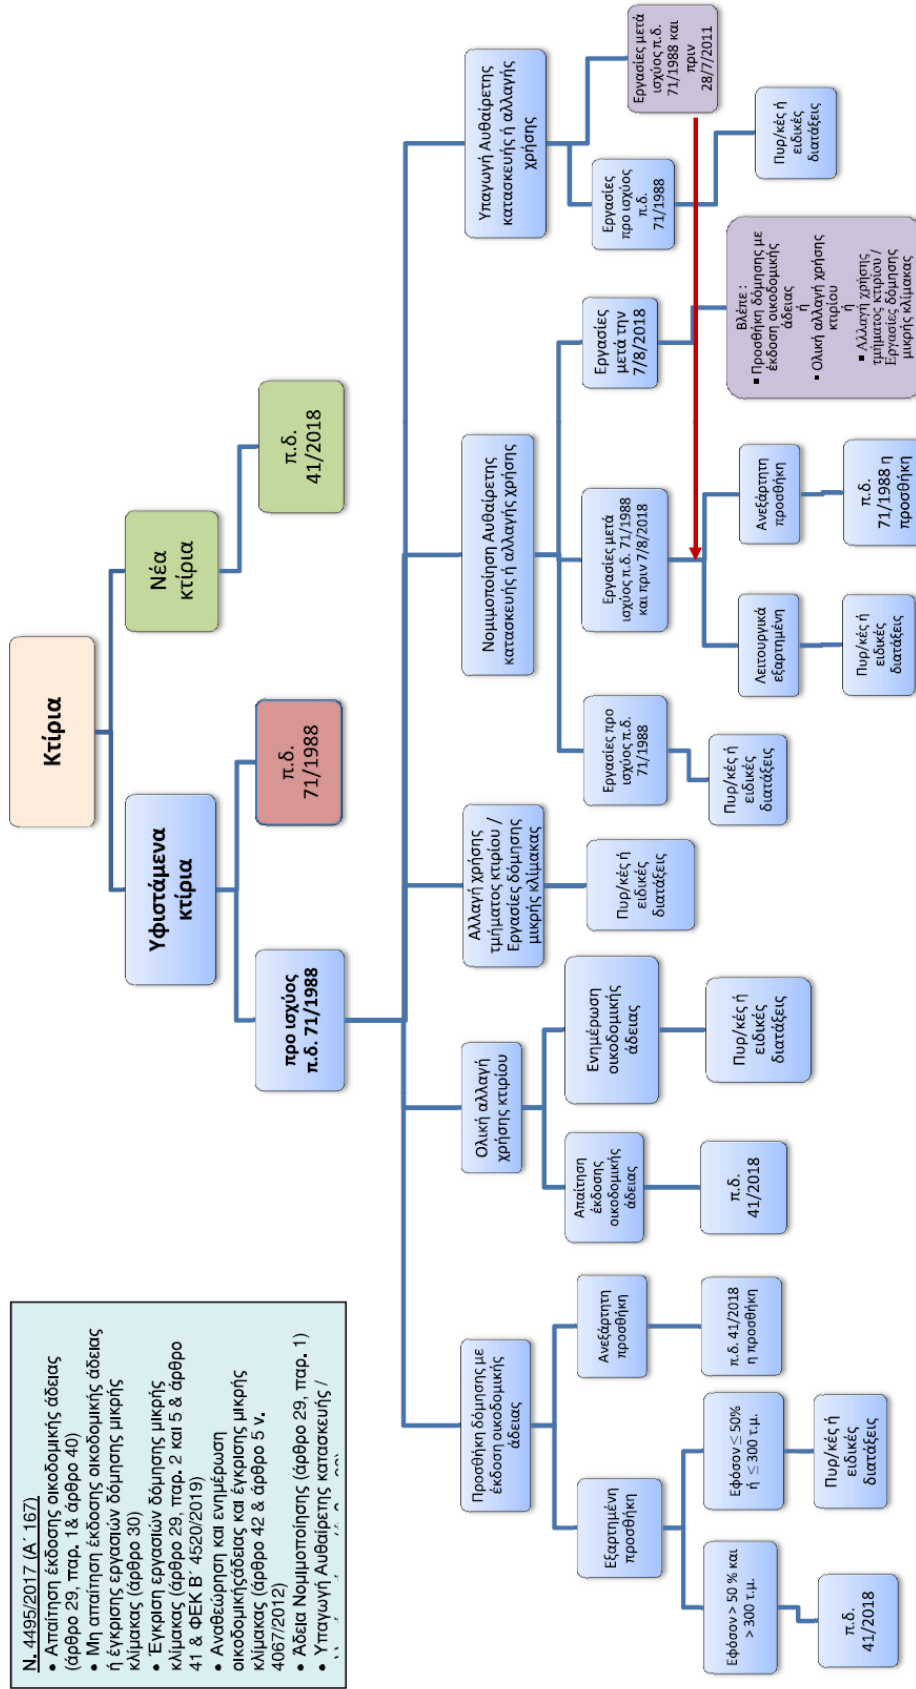 N. 4495/2017 (Α΄ 167)
• Απαίτηση έκδοσης οικοδομικής άδειας
(άρθρο 29, παρ. 1& άρθρο 40)
• Μη απαίτηση έκδοσης οικοδομικής άδειας
ή έγκρισης εργασιών δόμησης μικρής
κλίμακας (άρθρο 30)
• Έγκριση εργασιών δόμησης μικρής
κλίμακας (άρθρο 29, παρ. 2 και 5 & άρθρο
41 & ΦΕΚ Β΄ 4520/2019)
• Αναθεώρηση και ενημέρωση
οικοδομικήςάδειας και έγκρισης μικρής
κλίμακας (άρθρο 42 & άρθρο 5 ν.
4067/2012)
• Άδεια Νομιμοποίησης (άρθρο 29, παρ. 1)
• Υπαγωγή Αυθαίρετης κατασκευής /
Κτίρια
Υφιστάμενα
κτίρια
Νέα
κτίρια
προ ισχύος
π.δ. 71/1988
π.δ.
71/1988
π.δ.
41/2018
Προσθήκη δόμησης με
έκδοση οικοδομικής
άδειας
Ολική αλλαγή
χρήσης κτιρίου
Αλλαγή χρήσης
τμήματος κτιρίου /
Εργασίες δόμησης
μικρής κλίμακας
Νομιμοποίηση Αυθαίρετης
κατασκευής ή αλλαγής χρήσης
Υπαγωγή Αυθαίρετης
κατασκευής ή αλλαγής
χρήσης
Εξαρτημένη
προσθήκη
Ανεξάρτητη
προσθήκη
Απαίτηση
έκδοσης
οικοδομικής
άδειας
Ενημέρωση
οικοδομικής
άδειας
Πυρ/κές ή
ειδικές
διατάξεις
Εργασίες προ
ισχύος π.δ.
71/1988
Εργασίες μετά
ισχύος π.δ. 71/1988
και πριν 7/8/2018
Εργασίες
μετά την
7/8/2018
Εργασίες
προ ισχύος
π.δ.
71/1988
Εργασίες μετά
ισχύος π.δ.
71/1988 και
πριν
28/7/2011
Εφόσον > 50 % και
> 300 τ.μ.
Εφόσον ≤ 50%
ή ≤ 300 τ.μ.
π.δ. 41/2018
η προσθήκη
π.δ.
41/2018
Πυρ/κές ή
ειδικές
διατάξεις
Πυρ/κές ή
ειδικές
διατάξεις
Λειτουργικά
εξαρτημένη
Ανεξάρτητη
προσθήκη
Βλέπε :
▪ Προσθήκη δόμησης με
έκδοση οικοδομικής
άδειας
ή
▪ Ολική αλλαγή χρήσης
κτιρίου
ή
▪ Αλλαγή χρήσης
τμήματος κτιρίου /
Εργασίες δόμησης
μικρής κλίμακας
Πυρ/κές ή
ειδικές
διατάξεις
π.δ.
41/2018
Πυρ/κές ή
ειδικές
διατάξεις
Πυρ/κές ή
ειδικές
διατάξεις
π.δ.
71/1988 η
προσθήκη